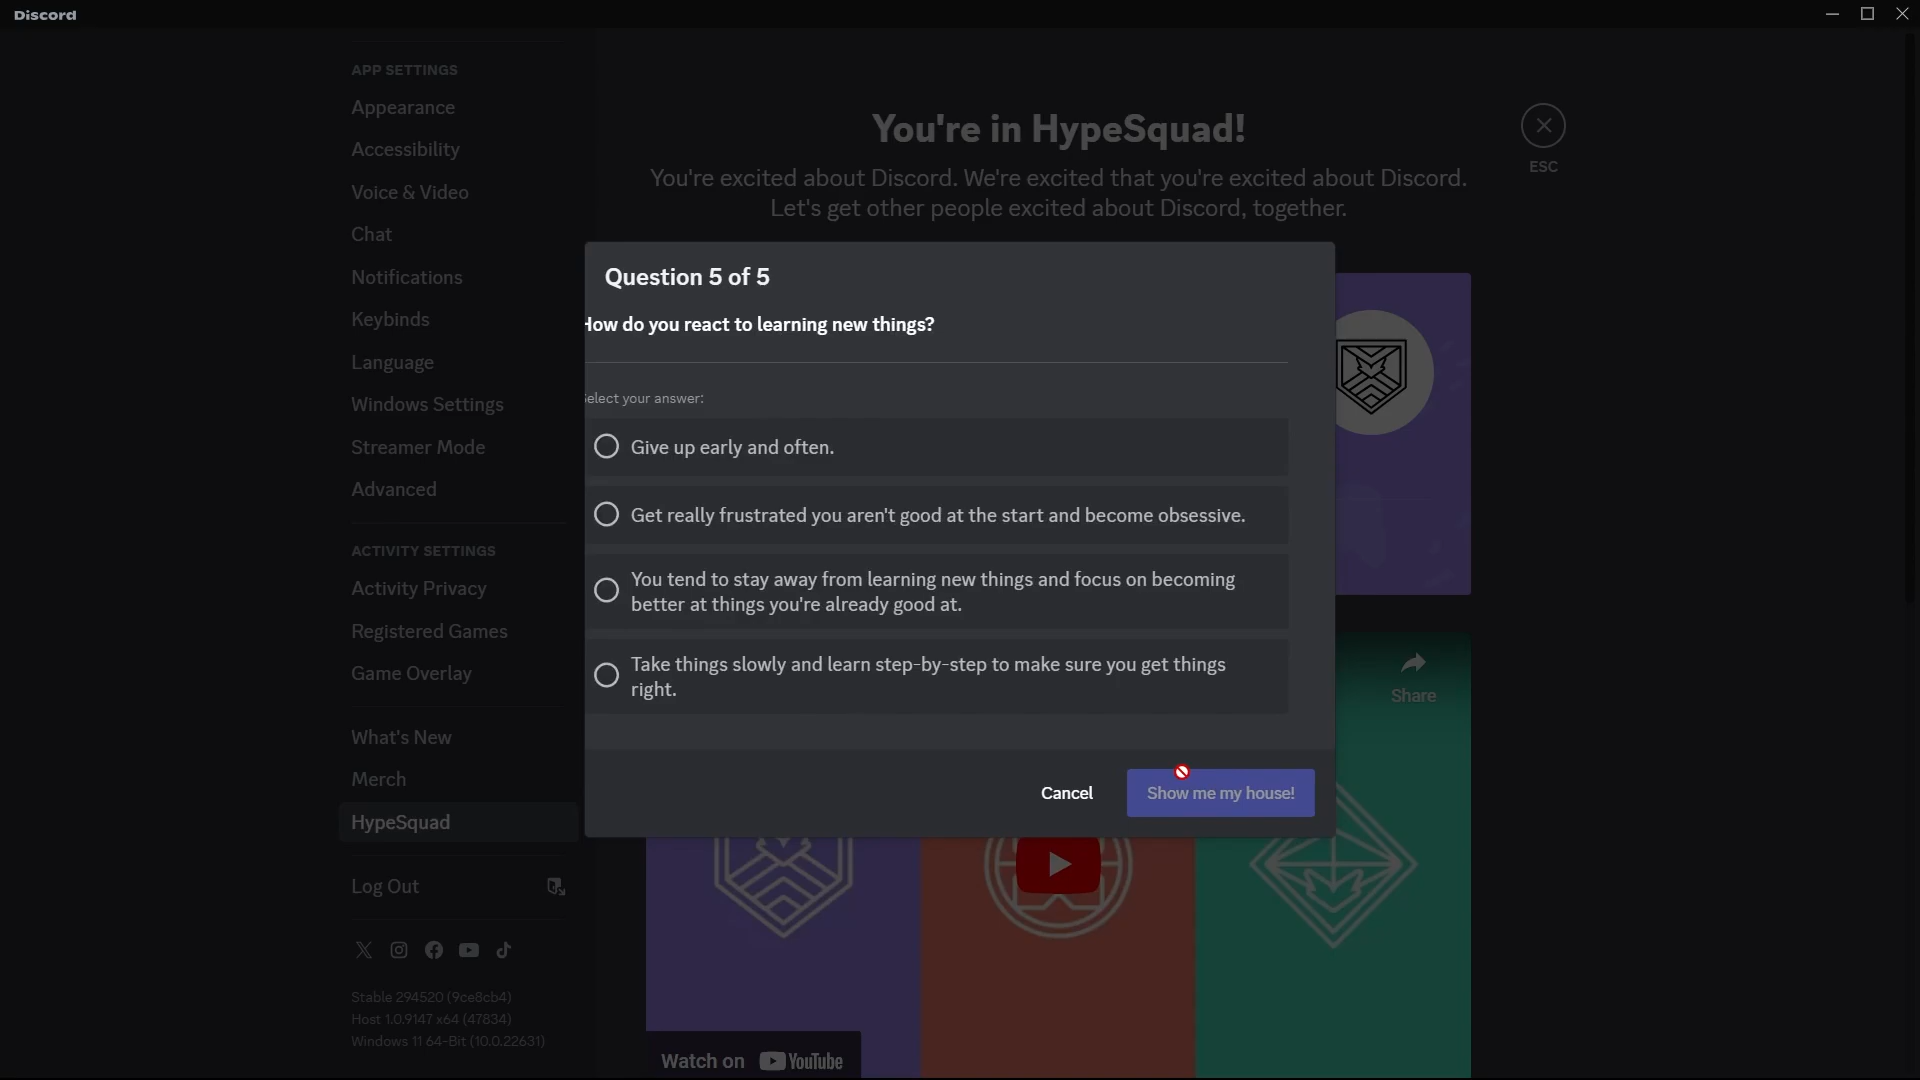 Discord
APP SETTINGS
Appearance
Accessibility
Voice & Video
Chat
Notifications
Keybinds
Language
Windows Settings
Streamer Mode
Advanced
ACTIVITY SETTINGS
Activity Privacy
Registered Games
Game Overlay
What's New
Merch
HypeSquad
Log Out
Stable 294520 (9ce8cb4)
Host 1.0.9147 x64 (47834)
Windows 11 64-Bit (10.0.22631)
You're in HypeSquad!
You're excited about Discord. We're excited that you're excited about Discord.
Let's get other people excited about Discord, together.
ESC
Question 5 of 5
How do you react to learning new things?
Select your answer:
Give up early and often.
Get really frustrated you aren't good at the start and become obsessive.
You tend to stay away from learning new things and focus on becoming
better at things you're already good at.
Take things slowly and learn step-by-step to make sure you get things
right.
Cancel
Show me my house!
Share
Watch on YouTube